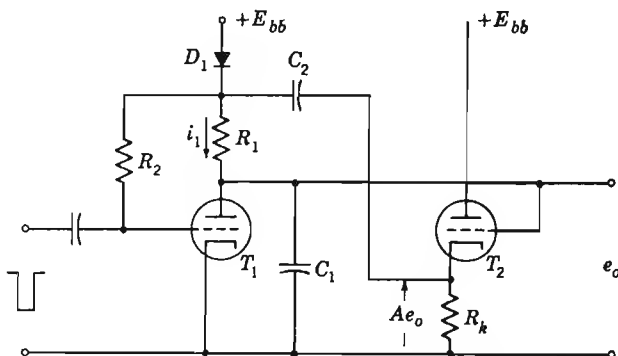 +E_bb
+E_bb
D_1
C_2
i_1
R_1
R_2
T_1
C_1
T_2
e_o
Ae_o
R_k